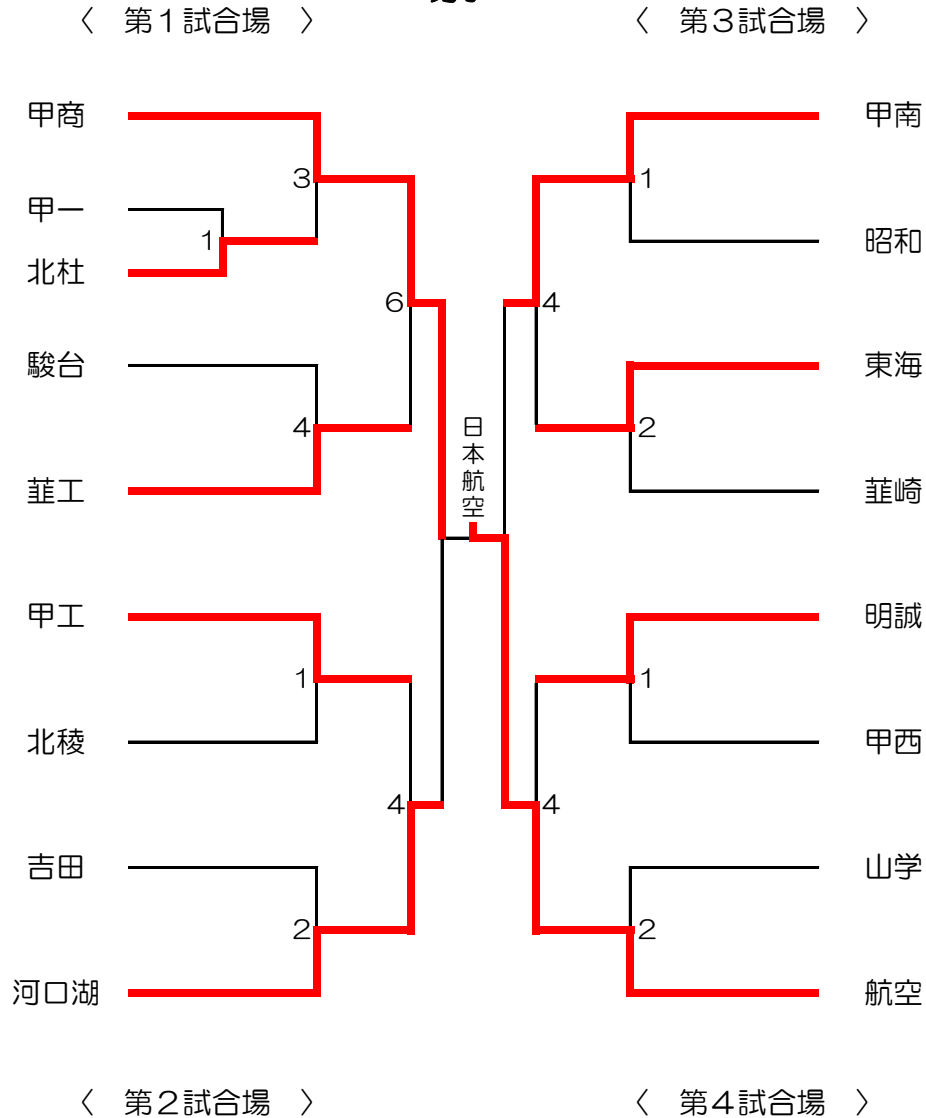 〈　第１試合場　〉
〈　第３試合場　〉
甲商
甲南
3
1
甲一
1
昭和
北杜
6
4
駿台
東海
4
2
日本航空
韮工
韮崎
甲工
明誠
1
1
北稜
甲西
4
4
吉田
山学
2
2
河口湖
航空
〈　第２試合場　〉
〈　第４試合場　〉